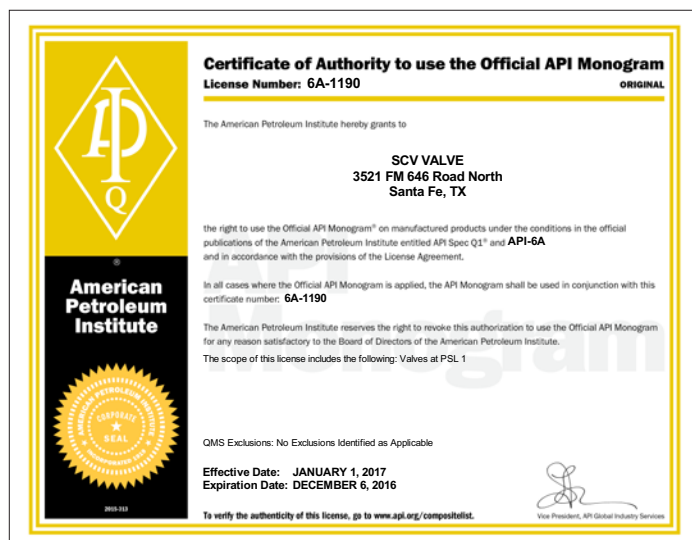 Certificate of Authority to use the Official API Monogram
License Number: 6A-1190
ORIGINAL
The American Petroleum Institute hereby grants to
SCV VALVE
3521 FM 646 Road North
Santa Fe, TX
the right to use the Official API Monogram® on manufactured products under the conditions in the official
publications of the American Petroleum Institute entitled API Spec Q1® and API-6A
and in accordance with the provisions of the License Agreement.
In all cases where the Official API Monogram is applied, the API Monogram shall be used in conjunction with this
certificate number: 6A-1190
The American Petroleum Institute reserves the right to revoke this authorization to use the Official API Monogram
for any reason satisfactory to the Board of Directors of the American Petroleum Institute.
The scope of this license includes the following: Valves at PSL 1
QMS Exclusions: No Exclusions Identified as Applicable
Effective Date: JANUARY 1, 2017
Expiration Date: DECEMBER 6, 2016
To verify the authenticity of this license, go to www.api.org/compositelist.
Vice President, API Global Industry Services
API
Q
®
American
Petroleum
Institute
AMERICAN PETROLEUM INSTITUTE
CORPORATE
SEAL
INCORPORATED 1919
2015-313
API
Monogram